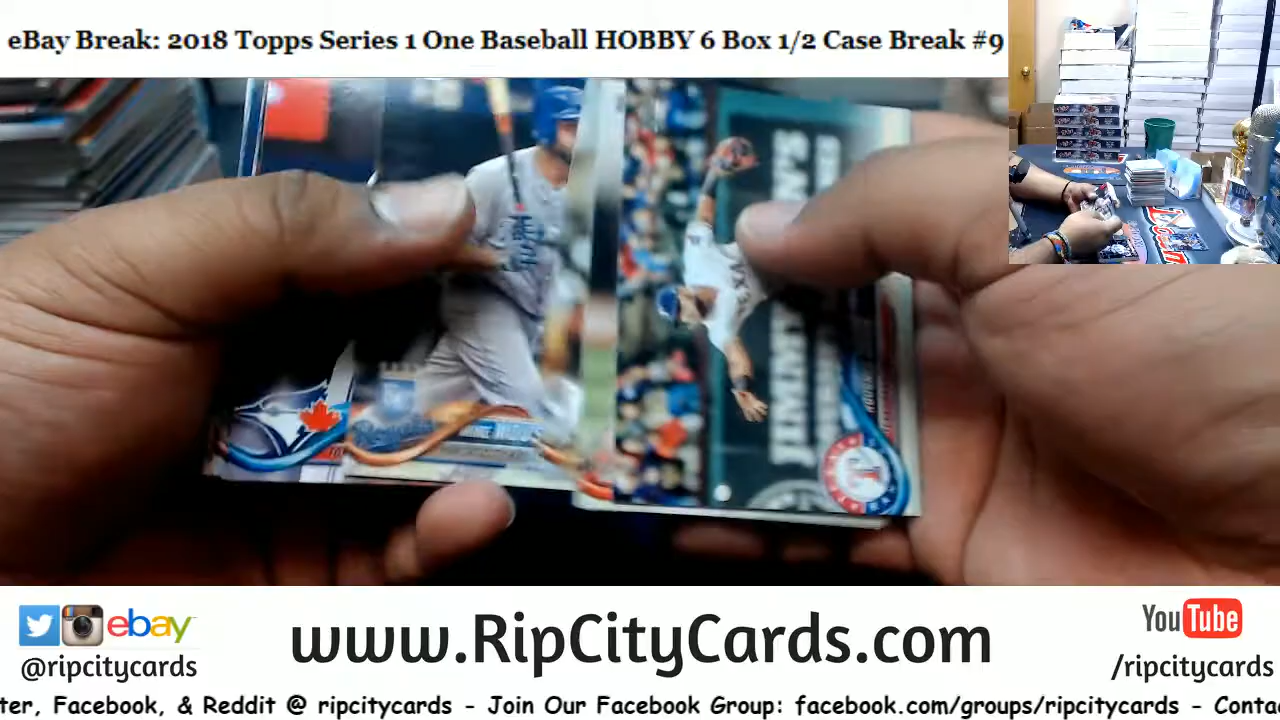 eBay Break: 2018 Topps Series 1 One Baseball HOBBY 6 Box 1/2 Case Break #9
ebay
@ripcitycards
www.RipCityCards.com
YouTube
/ripcitycards
ter, Facebook, & Reddit @ ripcitycards - Join Our Facebook Group: facebook.com/groups/ripcitycards - Conta